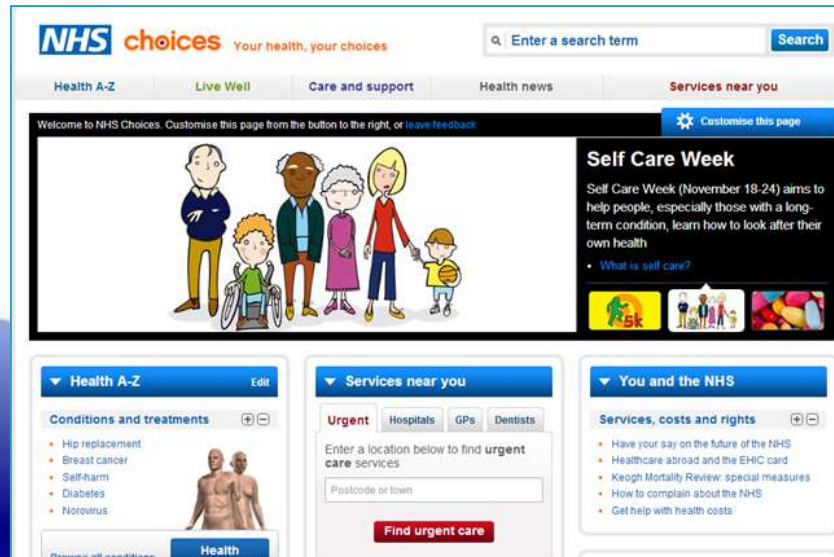 NHS choices Your health, your choices
Enter a search term Search
Health A-Z Live Well Care and support Health news Services near you
Welcome to NHS Choices. Customise this page from the button to the right, or leave feedback
Customise this page
Self Care Week
Self Care Week (November 18-24) aims to
help people, especially those with a long-
term condition, learn how to look after their
own health
What is self care?
5k
Health A-Z Edit
Conditions and treatments
Hip replacement
Breast cancer
Self-harm
Diabetes
Norovirus
Browse all conditions
Health
Services near you
Urgent Hospitals GPs Dentists
Enter a location below to find urgent
care services
Postcode or town
Find urgent care
You and the NHS
Services, costs and rights
Have your say on the future of the NHS
Healthcare abroad and the EHIC card
Keogh Mortality Review: special measures
How to complain about the NHS
Get help with health costs